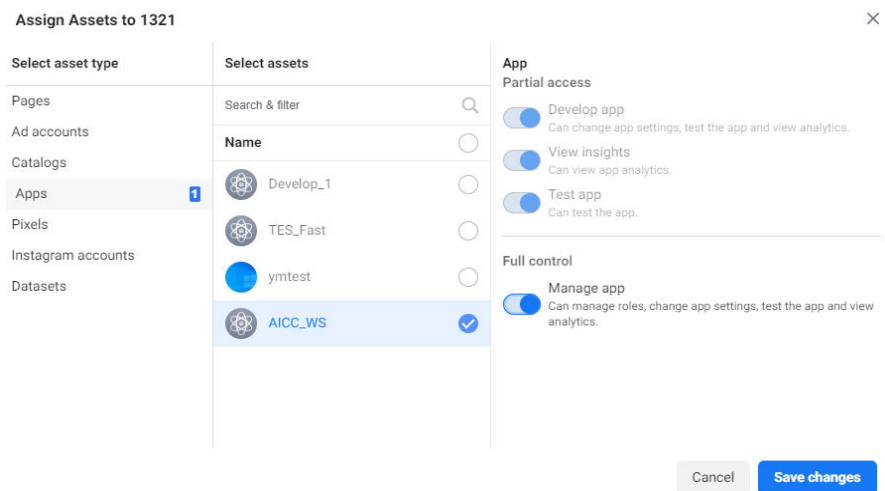 Assign Assets to 1321
Select asset type
Pages
Ad accounts
Catalogs
Apps
1
Pixels
Instagram accounts
Datasets
Select assets
Search & filter
Name
Develop_1
TES_Fast
ymtest
AICC_WS
App
Partial access
Develop app
Can change app settings, test the app and view analytics.
View insights
Can view app analytics.
Test app
Can test the app.
Full control
Manage app
Can manage roles, change app settings, test the app and view
analytics.
Cancel
Save changes